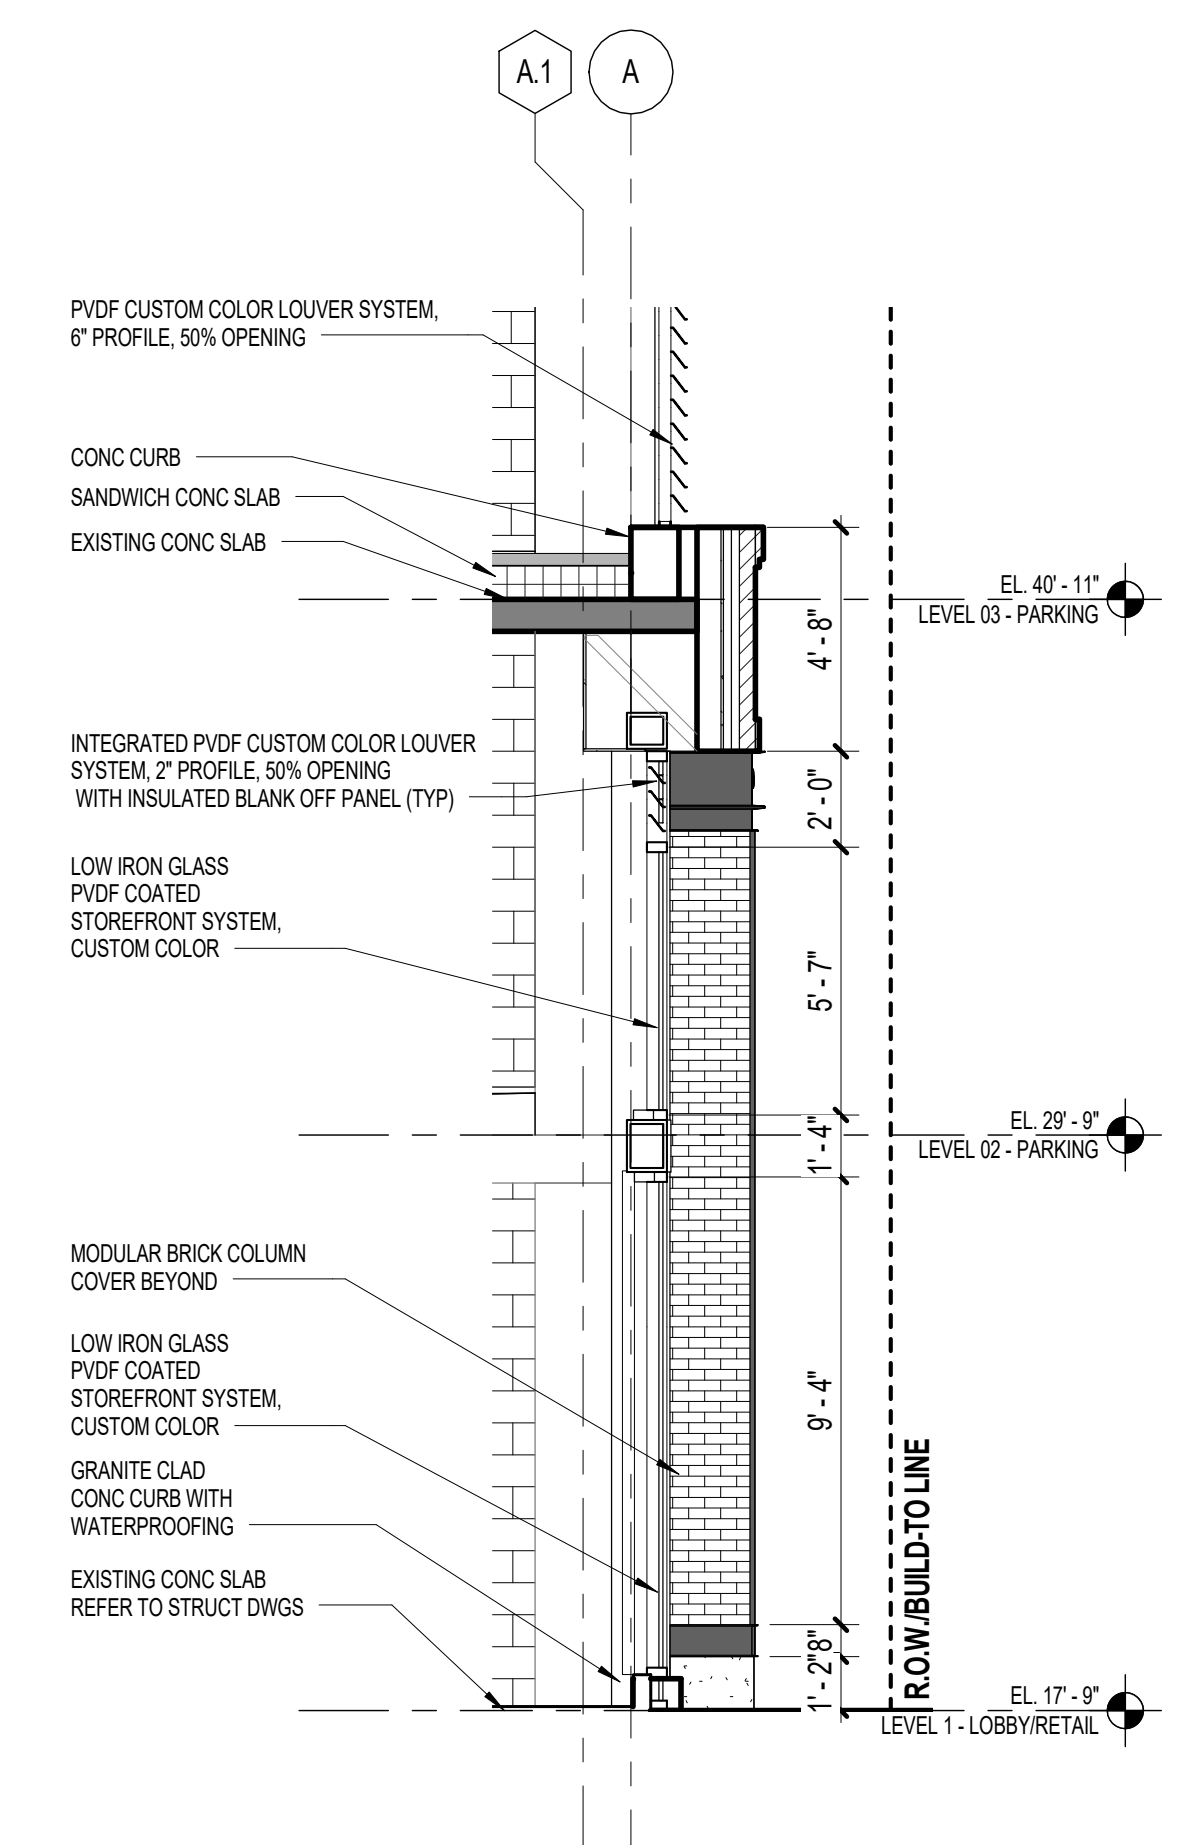 A.1
A
PVDF CUSTOM COLOR LOUVER SYSTEM,
6" PROFILE, 50% OPENING
CONC CURB
SANDWICH CONC SLAB
EXISTING CONC SLAB
EL. 40' - 11"
LEVEL 03 - PARKING
4' - 8"
INTEGRATED PVDF CUSTOM COLOR LOUVER
SYSTEM, 2" PROFILE, 50% OPENING
WITH INSULATED BLANK OFF PANEL (TYP)
2' - 0"
LOW IRON GLASS
PVDF COATED
STOREFRONT SYSTEM,
CUSTOM COLOR
5' - 7"
EL. 29' - 9"
LEVEL 02 - PARKING
1' - 4"
MODULAR BRICK COLUMN
COVER BEYOND
LOW IRON GLASS
PVDF COATED
STOREFRONT SYSTEM,
CUSTOM COLOR
9' - 4"
GRANITE CLAD
CONC CURB WITH
WATERPROOFING
EXISTING CONC SLAB
REFER TO STRUCT DWGS
8"
1' - 2"
R.O.W./BUILD-TO LINE
EL. 17' - 9"
LEVEL 1 - LOBBY/RETAIL